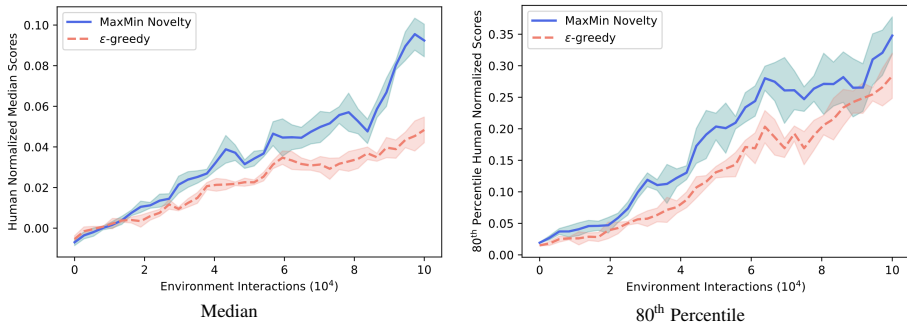 MaxMin Novelty
ε-greedy
Human Normalized Median Scores
0.10
0.08
0.06
0.04
0.02
0.00
0 2 4 6 8 10
Environment Interactions (10⁴)
Median
MaxMin Novelty
ε-greedy
80th Percentile Human Normalized Scores
0.35
0.30
0.25
0.20
0.15
0.10
0.05
0.00
0 2 4 6 8 10
Environment Interactions (10⁴)
80th Percentile